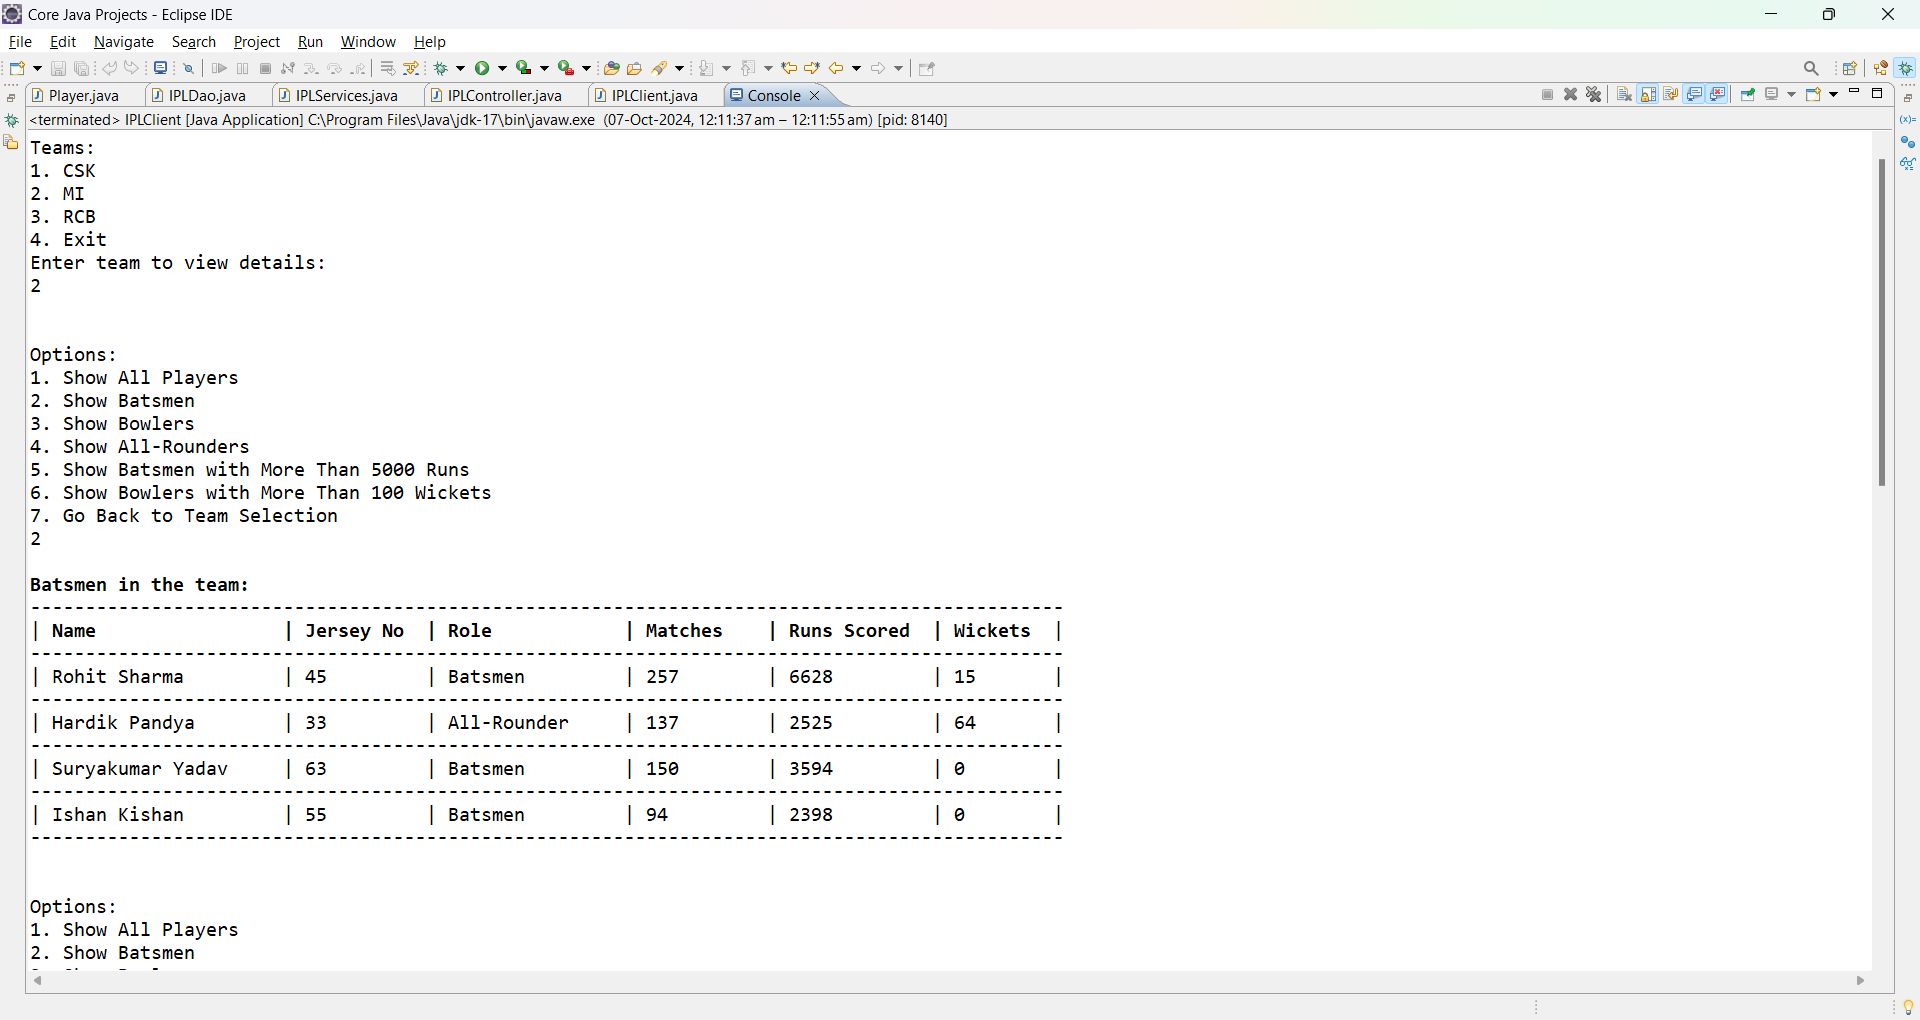 Core Java Projects - Eclipse IDE
File Edit Navigate Search Project Run Window Help
Player.java IPLDao.java IPLServices.java IPLController.java IPLClient.java Console
<terminated> IPLClient [Java Application] C:\Program Files\Java\jdk-17\bin\javaw.exe (07-Oct-2024, 12:11:37 am – 12:11:55 am) [pid: 8140]
Teams:
1. CSK
2. MI
3. RCB
4. Exit
Enter team to view details:
2
Options:
1. Show All Players
2. Show Batsmen
3. Show Bowlers
4. Show All-Rounders
5. Show Batsmen with More Than 5000 Runs
6. Show Bowlers with More Than 100 Wickets
7. Go Back to Team Selection
2
Batsmen in the team:
----------------------------------------------------------------------------------------------
| Name | Jersey No | Role | Matches | Runs Scored | Wickets |
----------------------------------------------------------------------------------------------
| Rohit Sharma | 45 | Batsmen | 257 | 6628 | 15 |
----------------------------------------------------------------------------------------------
| Hardik Pandya | 33 | All-Rounder | 137 | 2525 | 64 |
----------------------------------------------------------------------------------------------
| Suryakumar Yadav | 63 | Batsmen | 150 | 3594 | 0 |
----------------------------------------------------------------------------------------------
| Ishan Kishan | 55 | Batsmen | 94 | 2398 | 0 |
----------------------------------------------------------------------------------------------
Options:
1. Show All Players
2. Show Batsmen